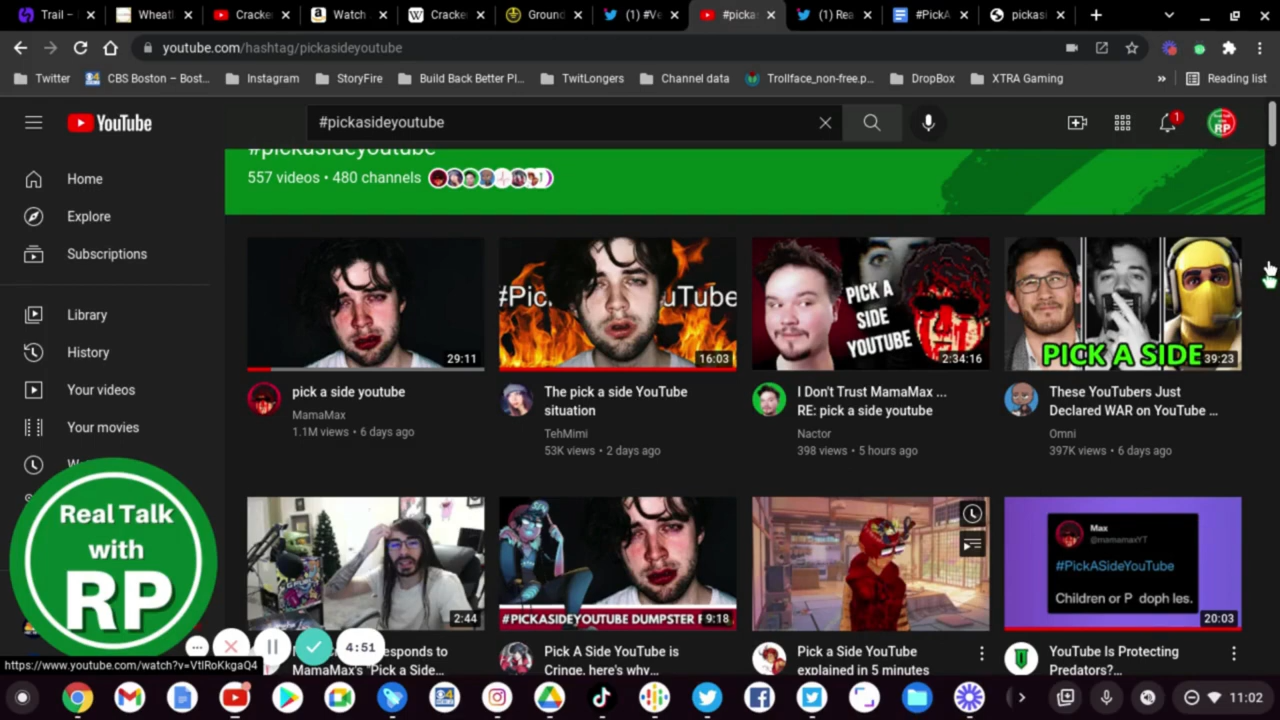 Trail –
Wheatl
Cracke
Watch
Cracke
Ground
(1) #Ve
#picka
(1) Rea
#PickA
pickasi
youtube.com/hashtag/pickasideyoutube
Twitter
CBS Boston – Bost...
Instagram
StoryFire
Build Back Better Pl...
TwitLongers
Channel data
Trollface_non-free.p...
DropBox
XTRA Gaming
»
Reading list
YouTube
#pickasideyoutube
1
RP
Home
Explore
Subscriptions
Library
History
Your videos
Your movies
#pickasideyoutube
557 videos • 480 channels
29:11
pick a side youtube
MamaMax
1.1M views • 6 days ago
16:03
The pick a side YouTube
situation
TehMimi
53K views • 2 days ago
PICK A
SIDE
YOUTUBE
2:34:16
I Don't Trust MamaMax ...
RE: pick a side youtube
Nactor
398 views • 5 hours ago
PICK A SIDE
39:23
These YouTubers Just
Declared WAR on YouTube ...
Omni
397K views • 6 days ago
2:44
esponds to
MamaMax's "Pick a Side...
#PICKASIDEYOUTUBE DUMPSTER F
9:18
Pick A Side YouTube is
Cringe, here's why...
Pick a Side YouTube
explained in 5 minutes
Max
@mamamaxYT
#PickASideYouTube
Children or P doph les.
20:03
YouTube Is Protecting
Predators?
Real Talk
with
RP
4:51
https://www.youtube.com/watch?v=VtlRoKkgaQ4
11:02